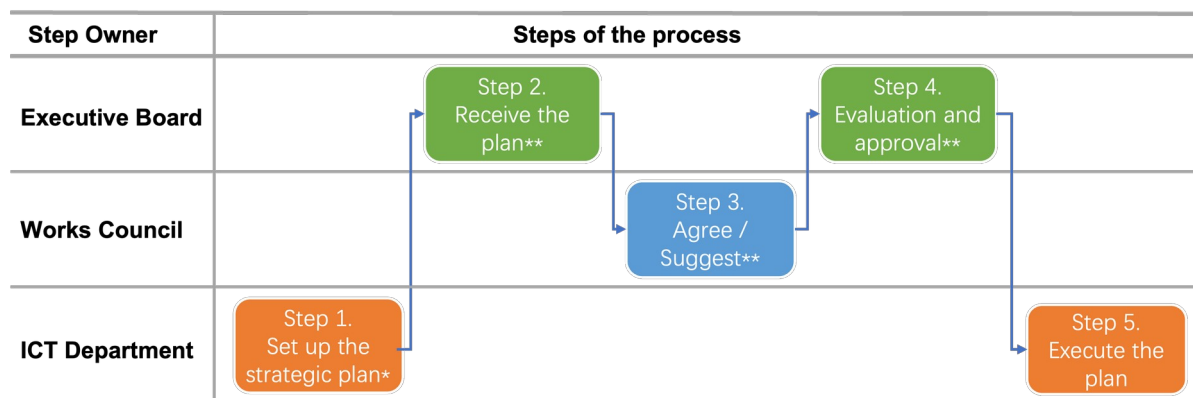 Step Owner
Steps of the process
Executive Board
Step 2.
Receive the
plan**
Step 4.
Evaluation and
approval**
Works Council
Step 3.
Agree /
Suggest**
ICT Department
Step 1.
Set up the
strategic plan*
Step 5.
Execute the
plan